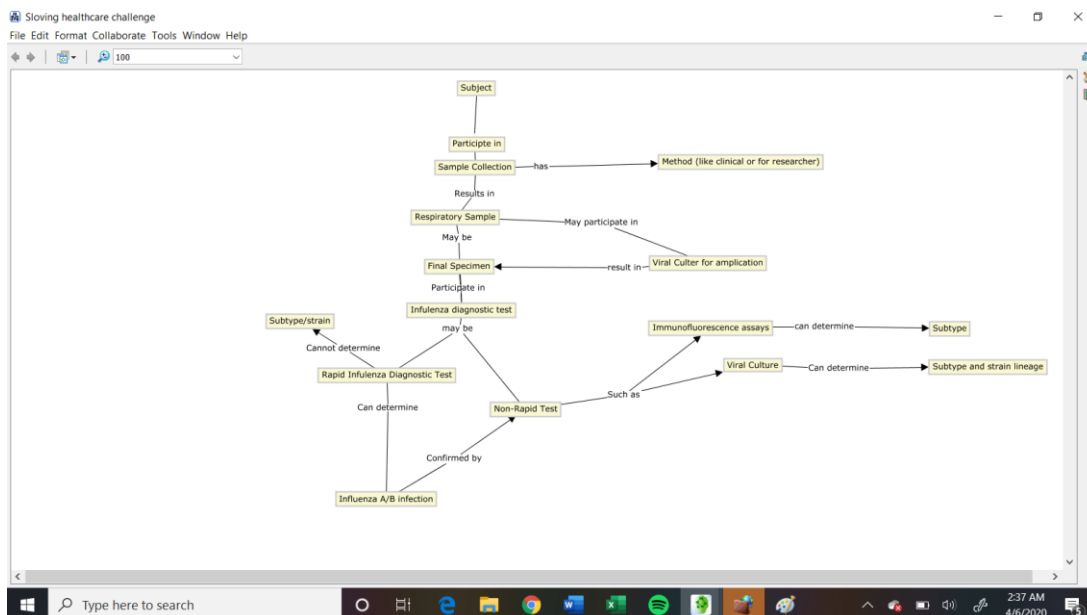 Sloving healthcare challenge
File Edit Format Collaborate Tools Window Help
100
Subject
Participte in
Sample Collection
has
Method (like clinical or for researcher)
Results in
Respiratory Sample
May participate in
May be
Final Specimen
result in
Viral Culter for amplication
Participate in
Infulenza diagnostic test
Subtype/strain
may be
Immunofluorescence assays
can determine
Subtype
Cannot determine
Rapid Infulenza Diagnostic Test
Viral Culture
Can determine
Subtype and strain lineage
Such as
Can determine
Non-Rapid Test
Confirmed by
Influenza A/B infection
Type here to search
2:37 AM
4/6/2020